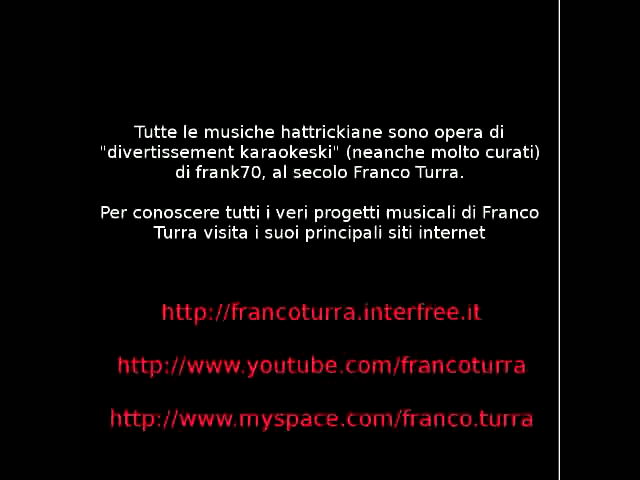 Tutte le musiche hattrickiane sono opera di
"divertissement karaokeski" (neanche molto curati)
di frank70, al secolo Franco Turra.
Per conoscere tutti i veri progetti musicali di Franco
Turra visita i suoi principali siti internet
http://francoturra.interfree.it
http://www.youtube.com/francoturra
http://www.myspace.com/franco.turra